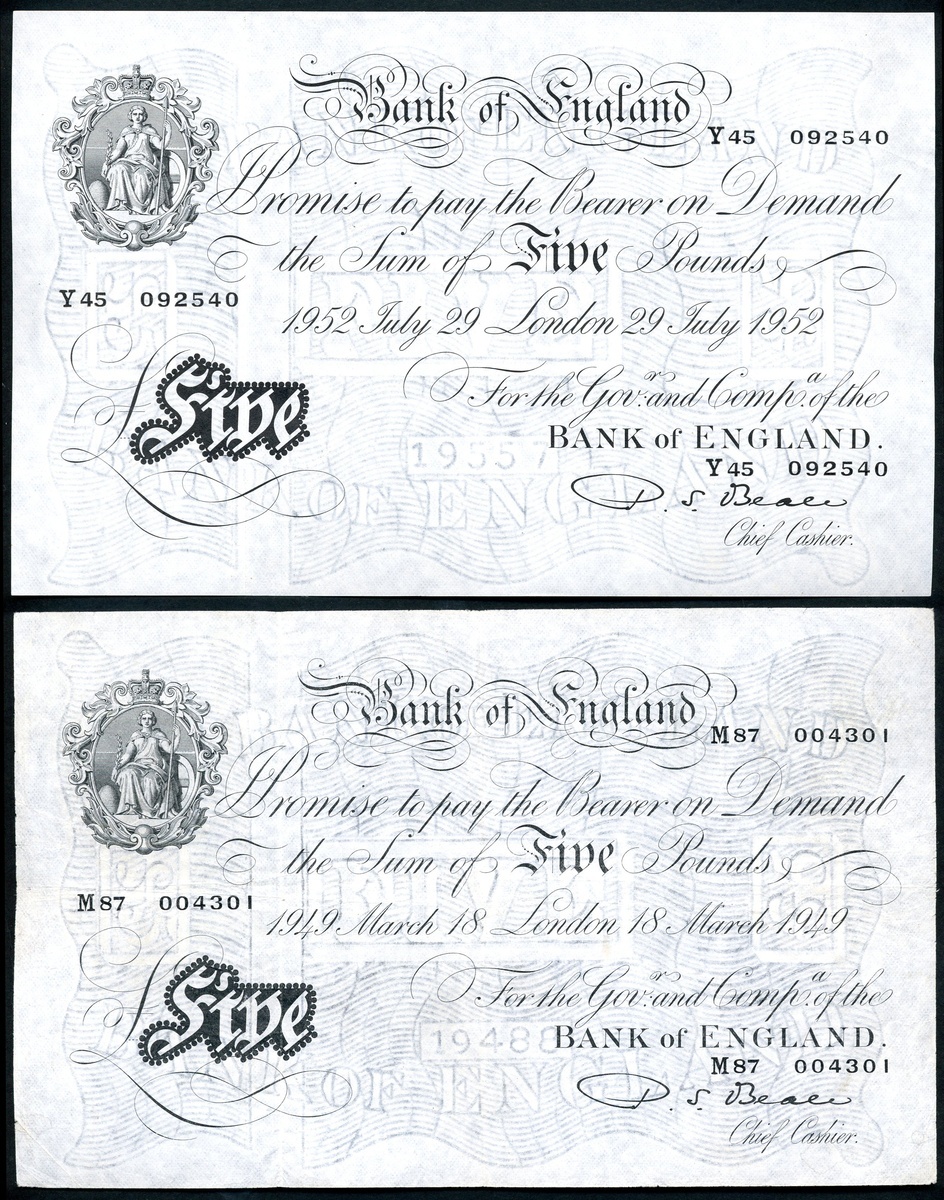 Bank of England
Y45 092540
I Promise to pay the Bearer on Demand
the Sum of Five Pounds
Y45 092540
1952 July 29 London 29 July 1952
For the Govr. and Compa. of the
£ Five
BANK of ENGLAND.
Y45 092540
P. S. Beale
Chief Cashier.
Bank of England
M87 004301
I Promise to pay the Bearer on Demand
the Sum of Five Pounds
M87 004301
1949 March 18 London 18 March 1949
For the Govr. and Compa. of the
£ Five
BANK of ENGLAND.
M87 004301
P. S. Beale
Chief Cashier.